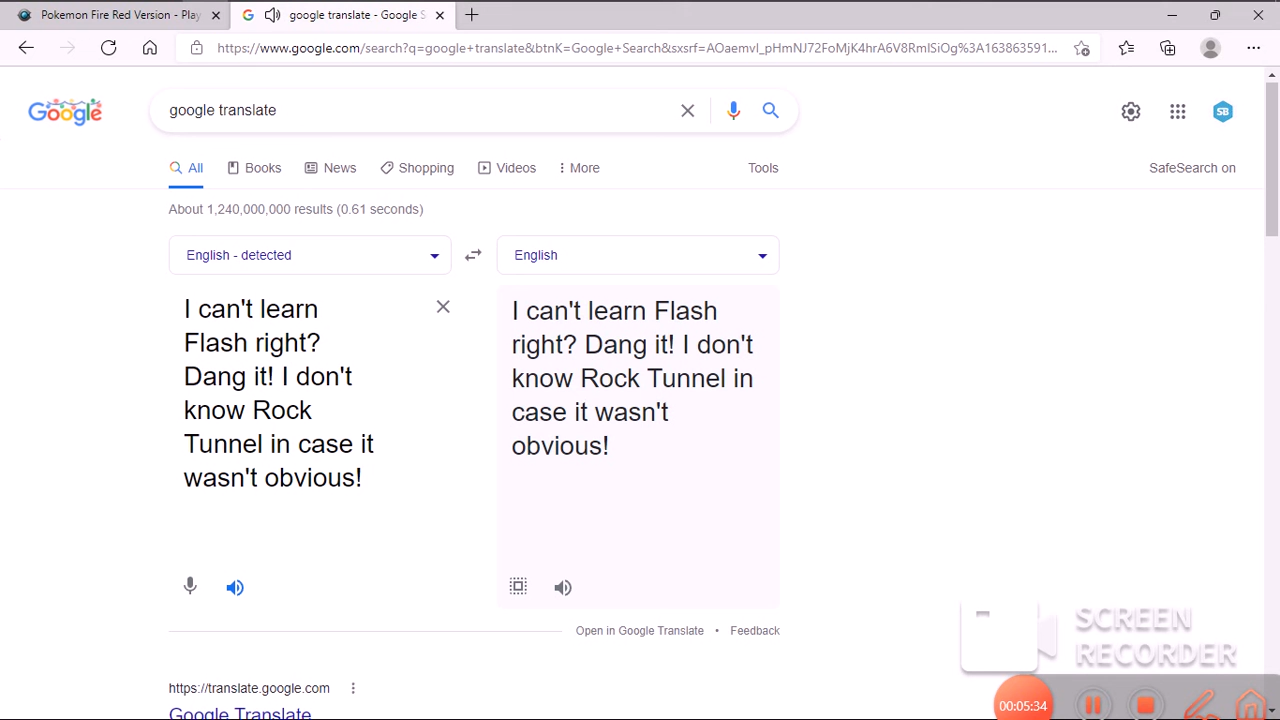 Pokemon Fire Red Version - Play
google translate - Google S
https://www.google.com/search?q=google+translate&btnK=Google+Search&sxsrf=AOaemvI_pHmNJ72FoMjK4hrA6V8RmISiOg%3A163863591...
Google
google translate
SB
All
Books
News
Shopping
Videos
More
Tools
SafeSearch on
About 1,240,000,000 results (0.61 seconds)
English - detected
English
I can't learn
Flash right?
Dang it! I don't
know Rock
Tunnel in case it
wasn't obvious!
I can't learn Flash
right? Dang it! I don't
know Rock Tunnel in
case it wasn't
obvious!
Open in Google Translate • Feedback
SCREEN
RECORDER
https://translate.google.com
Google Translate
00:05:34